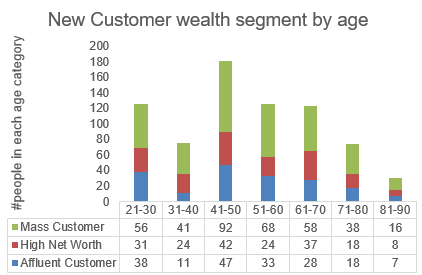 New Customer wealth segment by age
#people in each age category
200
180
160
140
120
100
80
60
40
20
0
21-30 31-40 41-50 51-60 61-70 71-80 81-90
Mass Customer 56 41 92 68 58 38 16
High Net Worth 31 24 42 24 37 18 8
Affluent Customer 38 11 47 33 28 18 7